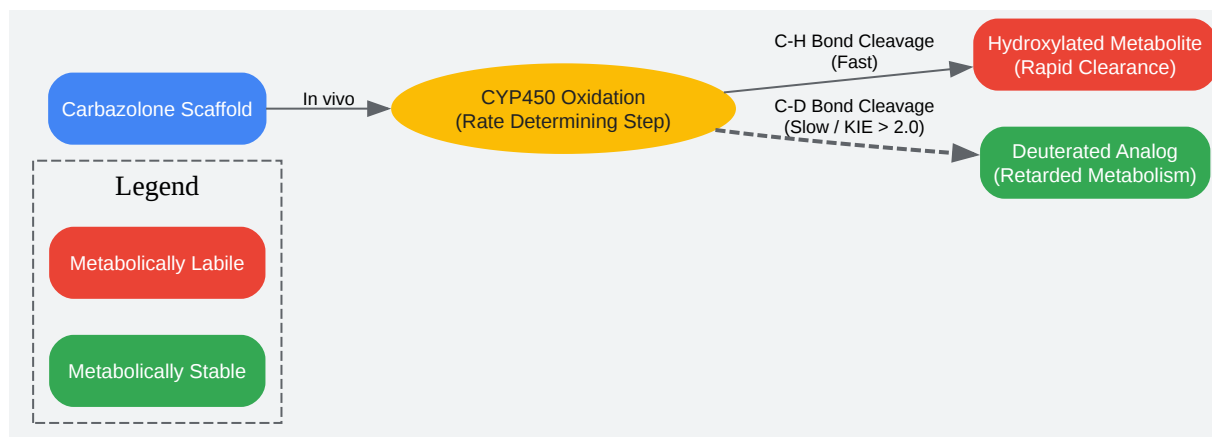 Carbazolone Scaffold
In vivo
CYP450 Oxidation
(Rate Determining Step)
C-H Bond Cleavage
(Fast)
Hydroxylated Metabolite
(Rapid Clearance)
C-D Bond Cleavage
(Slow / KIE > 2.0)
Deuterated Analog
(Retarded Metabolism)
Legend
Metabolically Labile
Metabolically Stable